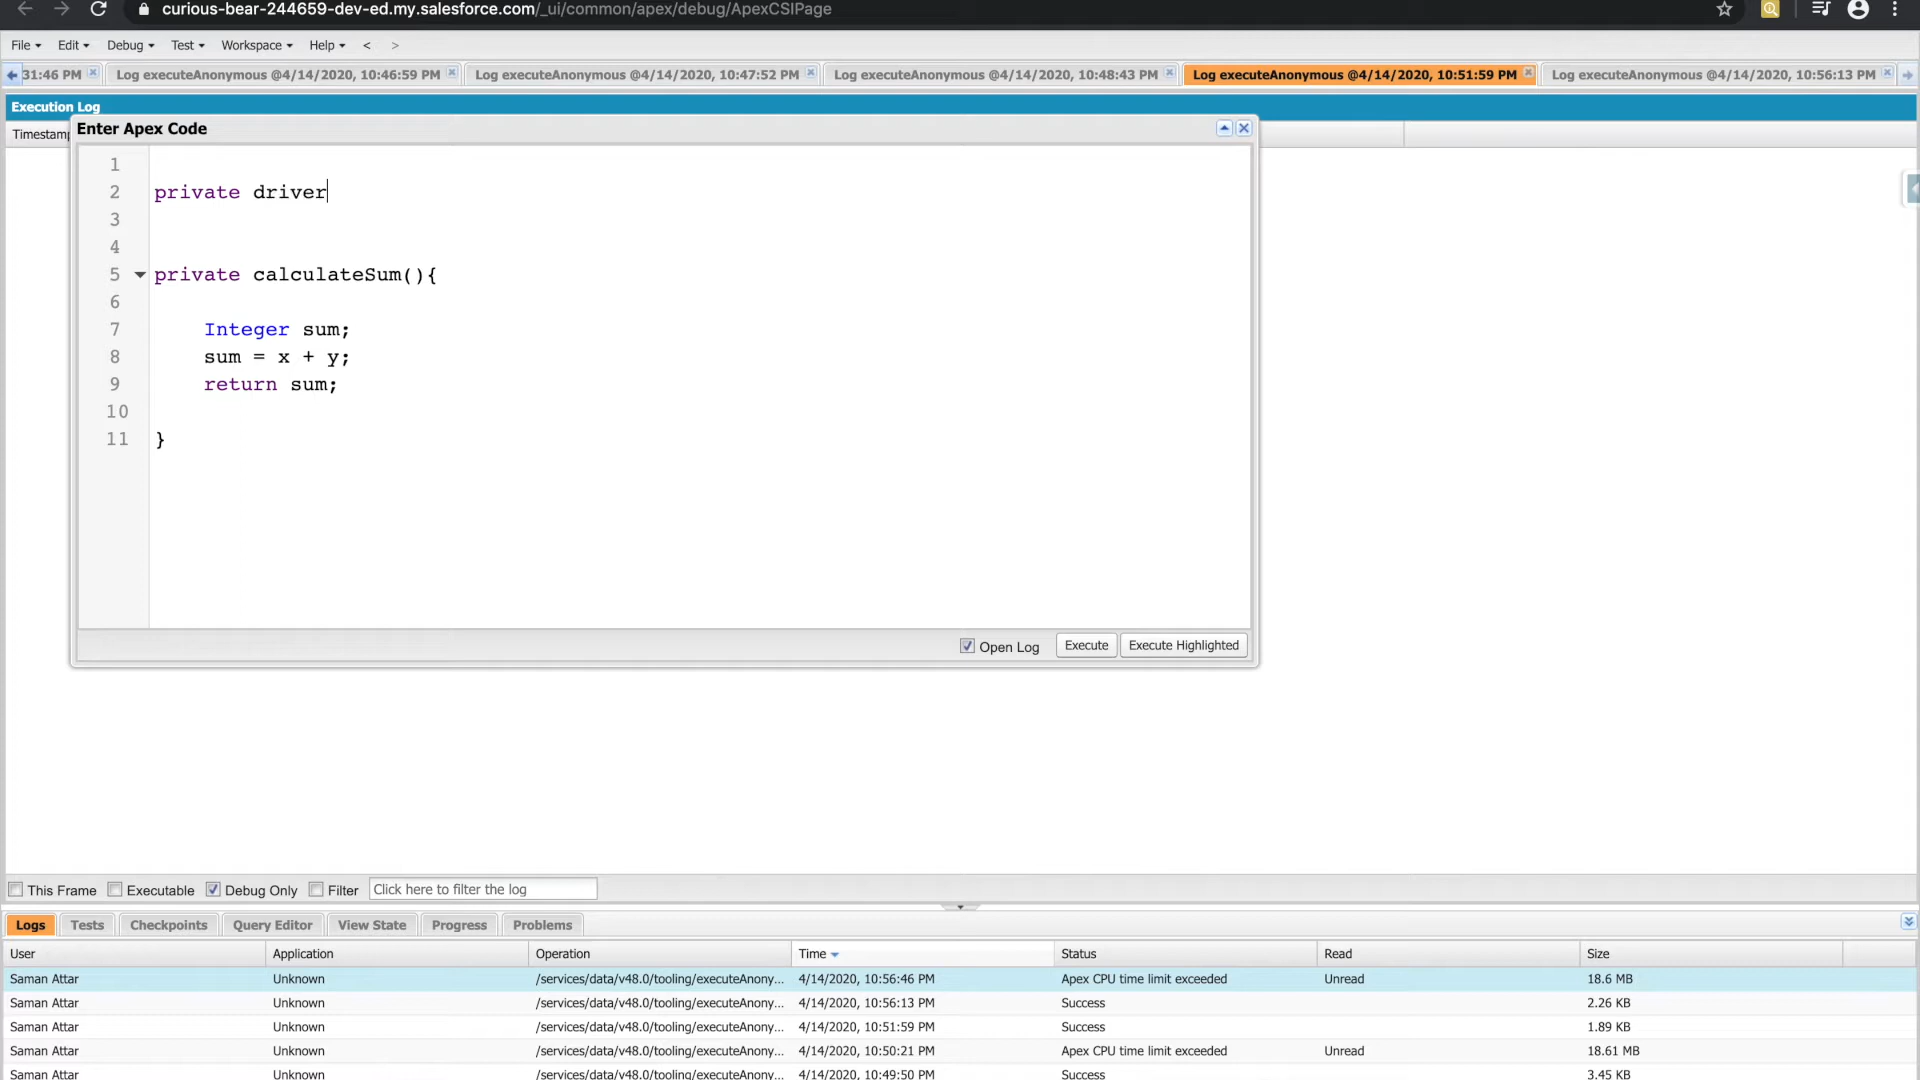 curious-bear-244659-dev-ed.my.salesforce.com/_ui/common/apex/debug/ApexCSIPage
File Edit Debug Test Workspace Help < >
31:46 PM Log executeAnonymous @4/14/2020, 10:46:59 PM Log executeAnonymous @4/14/2020, 10:47:52 PM Log executeAnonymous @4/14/2020, 10:48:43 PM Log executeAnonymous @4/14/2020, 10:51:59 PM Log executeAnonymous @4/14/2020, 10:56:13 PM
Execution Log
Timestamp
Enter Apex Code
1
2 private driver
3
4
5 private calculateSum(){
6
7 Integer sum;
8 sum = x + y;
9 return sum;
10
11 }
Open Log Execute Execute Highlighted
This Frame Executable Debug Only Filter Click here to filter the log
Logs Tests Checkpoints Query Editor View State Progress Problems
User Application Operation Time Status Read Size
Saman Attar Unknown /services/data/v48.0/tooling/executeAnony... 4/14/2020, 10:56:46 PM Apex CPU time limit exceeded Unread 18.6 MB
Saman Attar Unknown /services/data/v48.0/tooling/executeAnony... 4/14/2020, 10:56:13 PM Success 2.26 KB
Saman Attar Unknown /services/data/v48.0/tooling/executeAnony... 4/14/2020, 10:51:59 PM Success 1.89 KB
Saman Attar Unknown /services/data/v48.0/tooling/executeAnony... 4/14/2020, 10:50:21 PM Apex CPU time limit exceeded Unread 18.61 MB
Saman Attar Unknown /services/data/v48.0/tooling/executeAnony... 4/14/2020, 10:49:50 PM Success 3.45 KB